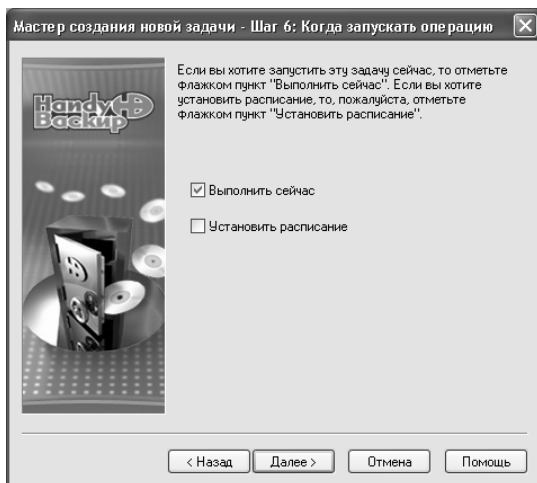 Мастер создания новой задачи - Шаг 6: Когда запускать операцию
Если вы хотите запустить эту задачу сейчас, то отметьте
флажком пункт "Выполнить сейчас". Если вы хотите
установить расписание, то, пожалуйста, отметьте
флажком пункт "Установить расписание".
Handy
Backup
Выполнить сейчас
Установить расписание
< Назад
Далее >
Отмена
Помощь